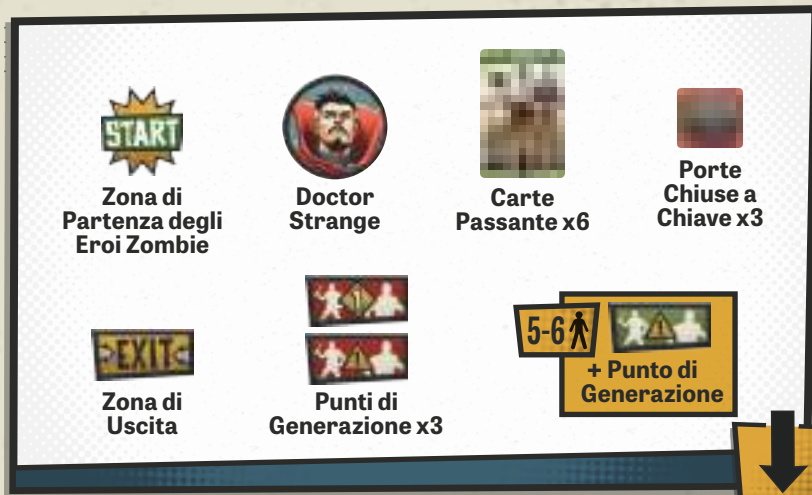 START
Zona di
Partenza degli
Eroi Zombie
Doctor
Strange
Carte
Passante x6
Porte
Chiuse a
Chiave x3
EXIT
Zona di
Uscita
1
Punti di
Generazione x3
5-6
+ Punto di
Generazione